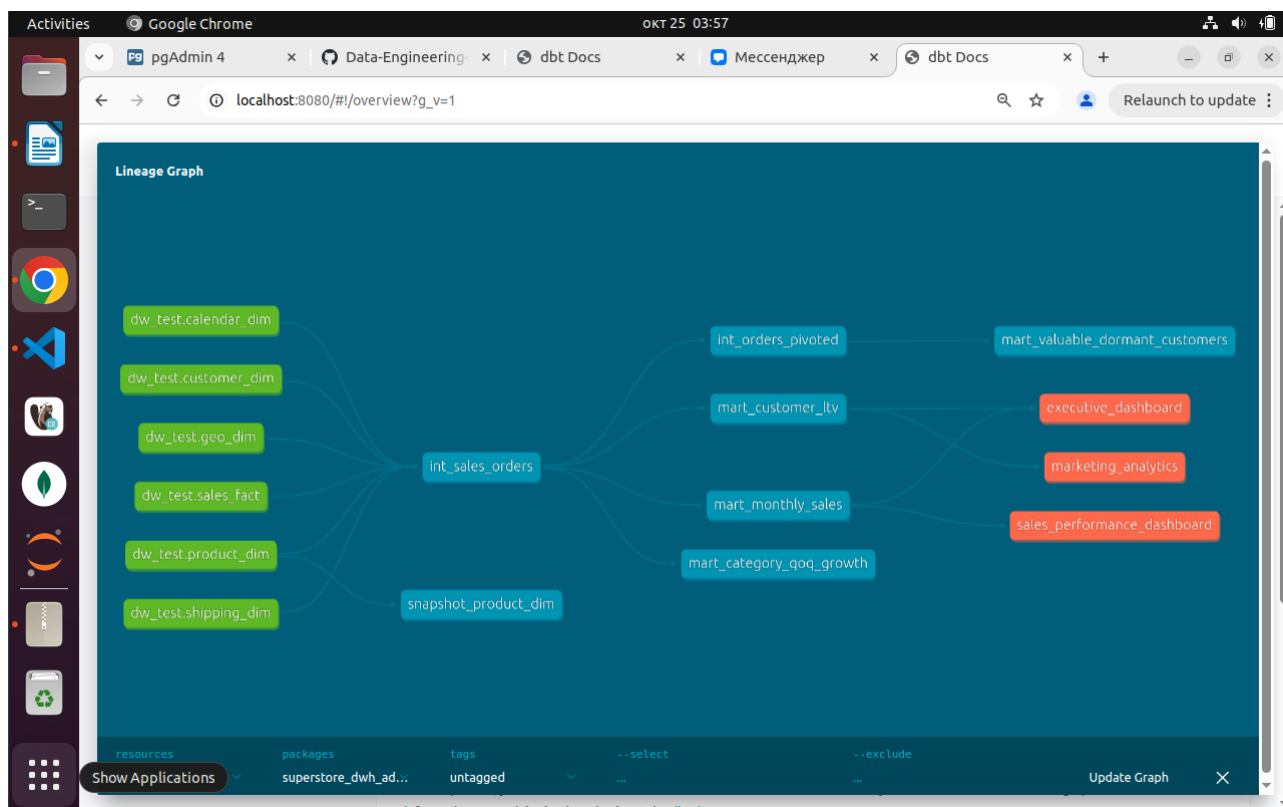 Activities
Google Chrome
окт 25 03:57
pgAdmin 4
Data-Engineering-
dbt Docs
Мессенджер
dbt Docs
localhost:8080/#!/overview?g_v=1
Relaunch to update
Lineage Graph
dw_test.calendar_dim
dw_test.customer_dim
dw_test.geo_dim
dw_test.sales_fact
dw_test.product_dim
dw_test.shipping_dim
int_sales_orders
snapshot_product_dim
int_orders_pivoted
mart_customer_ltv
mart_monthly_sales
mart_category_qoq_growth
mart_valuable_dormant_customers
executive_dashboard
marketing_analytics
sales_performance_dashboard
resources
packages
tags
--select
--exclude
Show Applications
superstore_dwh_ad...
untagged
...
...
Update Graph